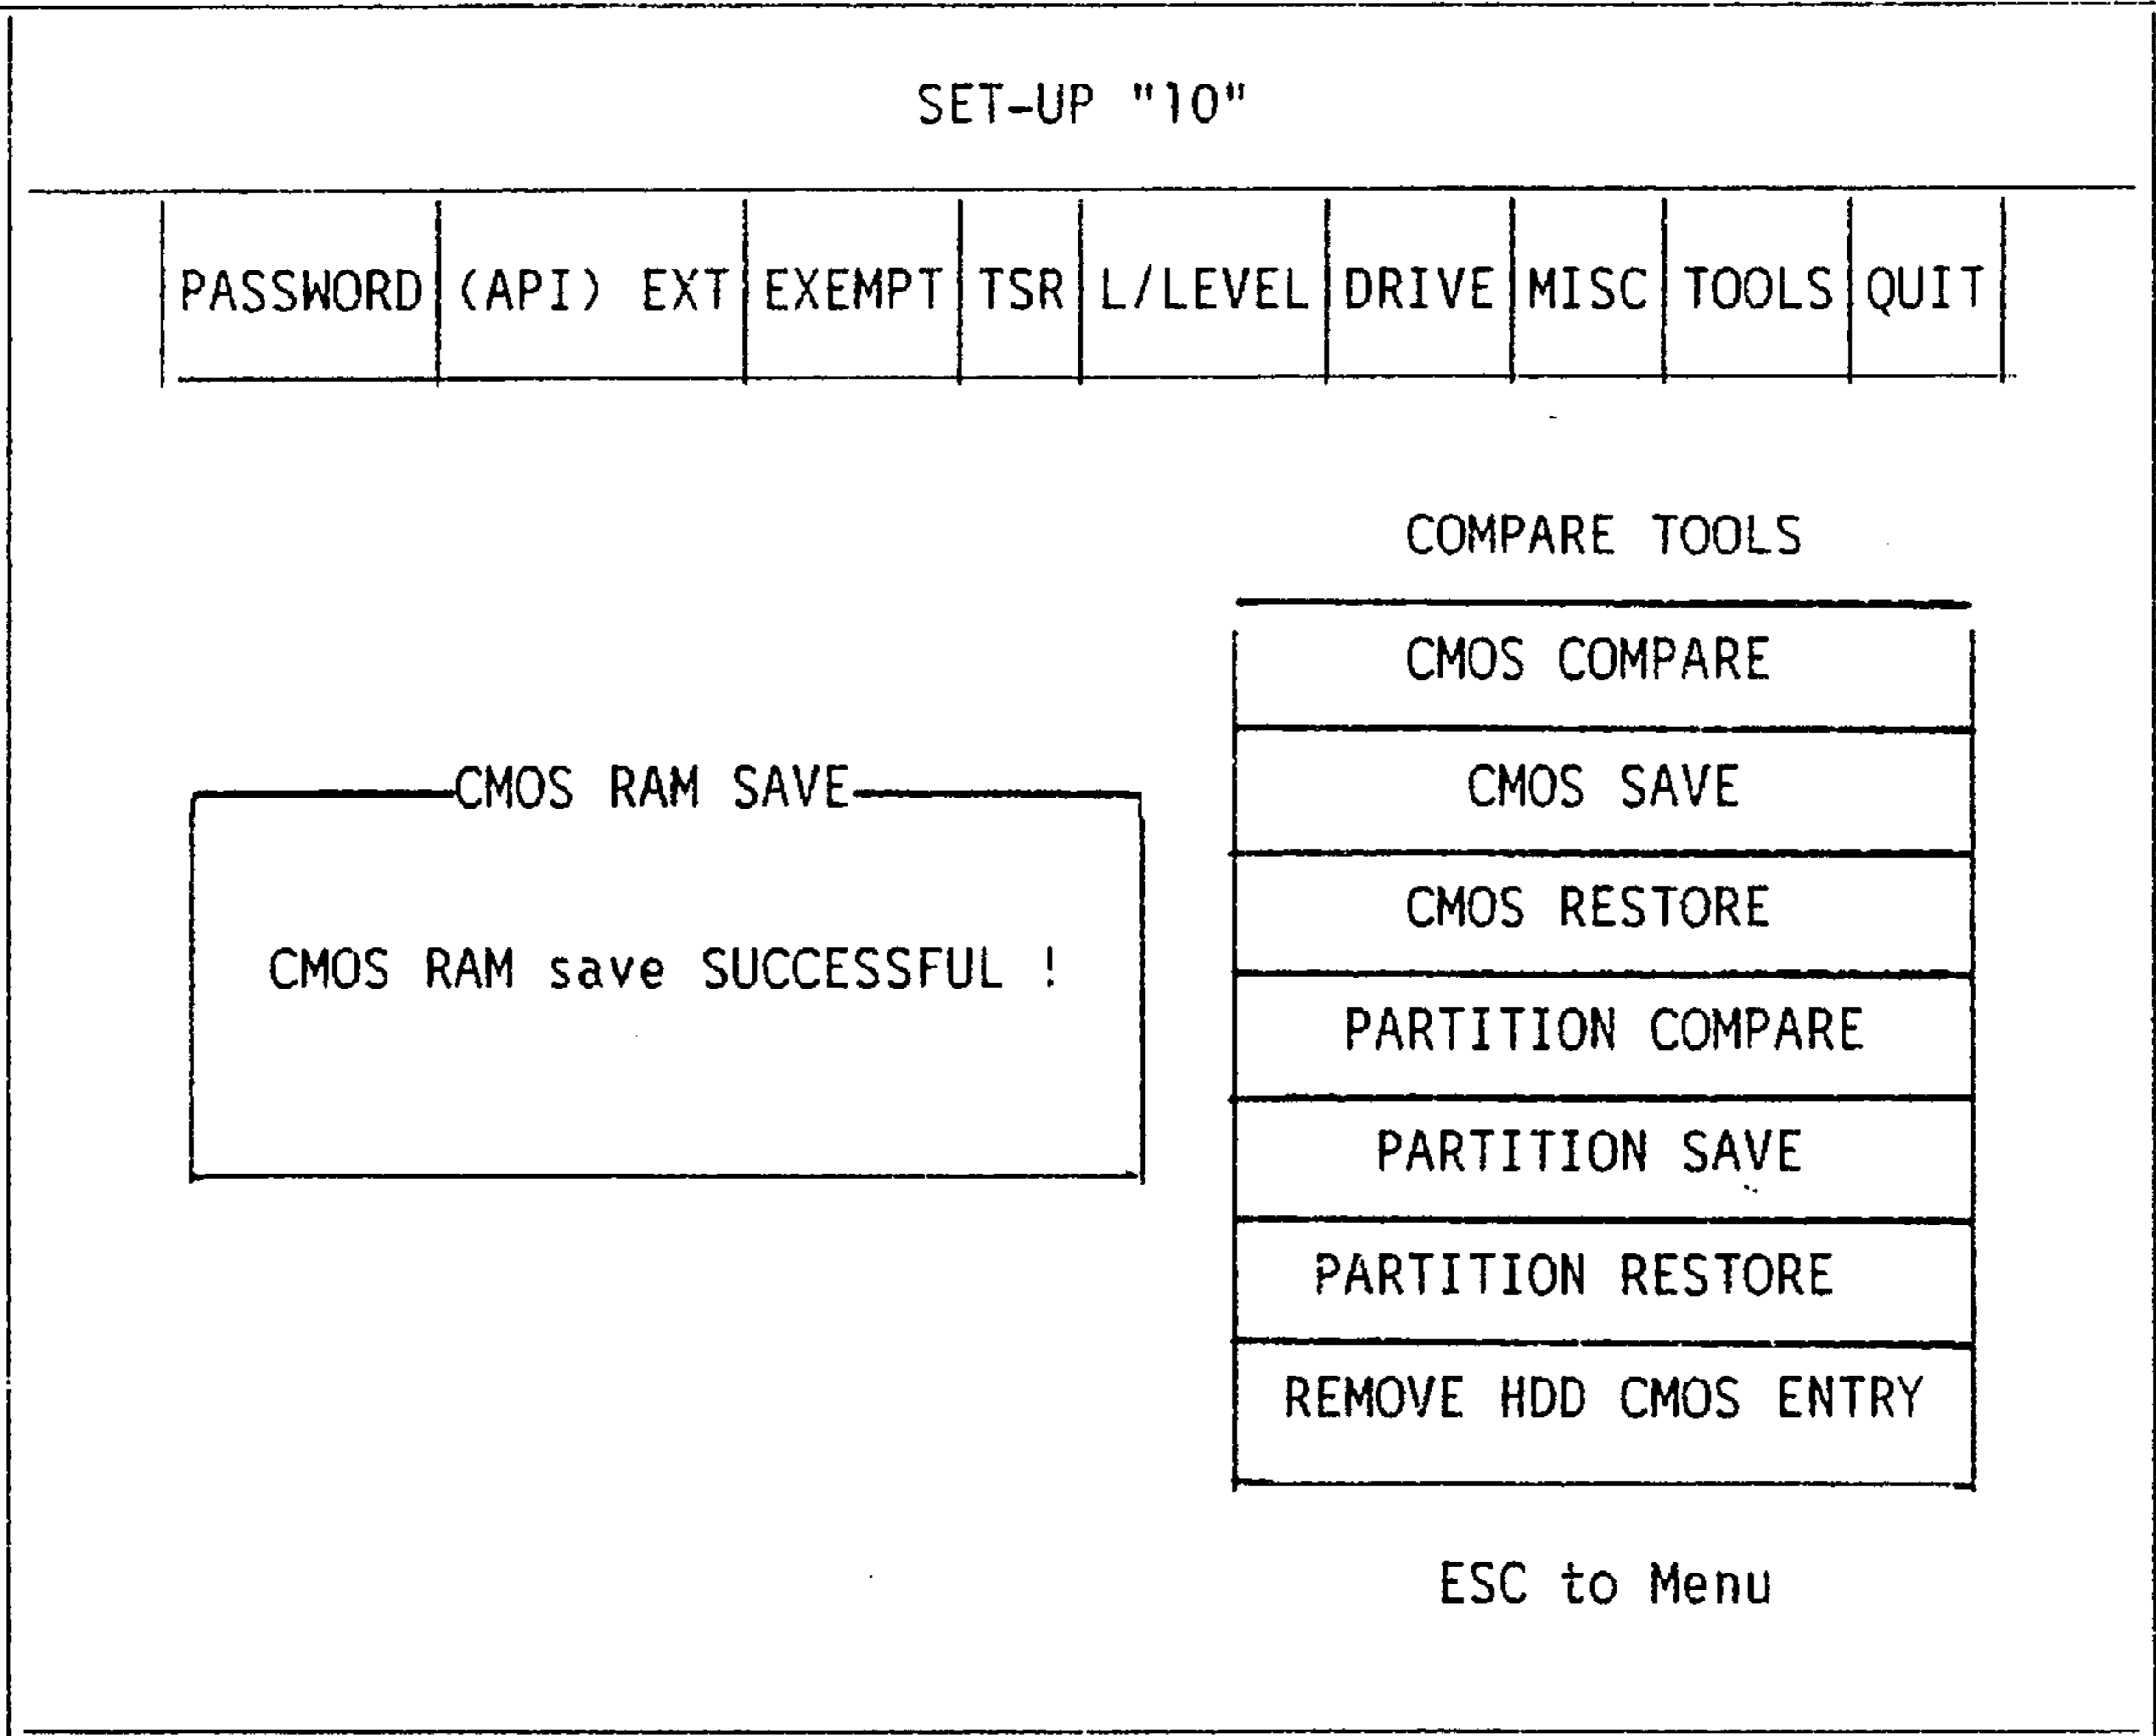 SET-UP "10"
PASSWORD (API) EXT EXEMPT TSR L/LEVEL DRIVE MISC TOOLS QUIT
COMPARE TOOLS
CMOS COMPARE
CMOS SAVE
CMOS RESTORE
PARTITION COMPARE
PARTITION SAVE
PARTITION RESTORE
REMOVE HDD CMOS ENTRY
ESC to Menu
CMOS RAM SAVE
CMOS RAM save SUCCESSFUL !